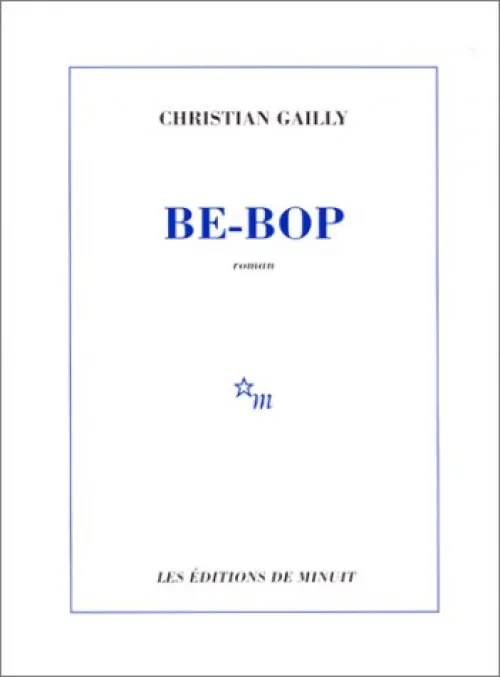 CHRISTIAN GAILLY
BE-BOP
roman
m
LES ÉDITIONS DE MINUIT